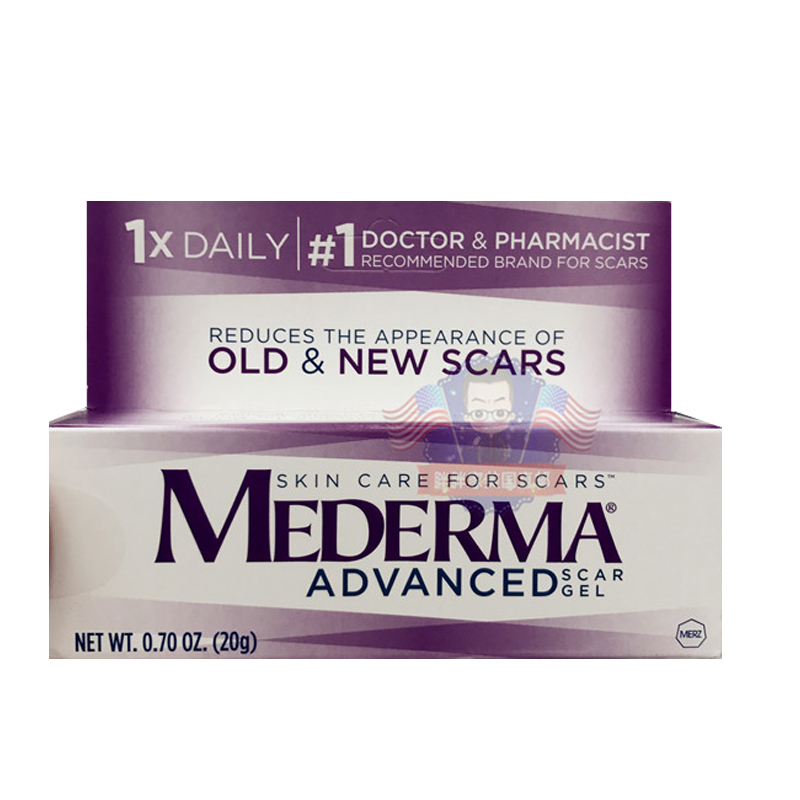 1X DAILY
#1 DOCTOR & PHARMACIST
RECOMMENDED BRAND FOR SCARS
REDUCES THE APPEARANCE OF
OLD & NEW SCARS
SKIN CARE FOR SCARS™
MEDERMA®
ADVANCED SCAR GEL
NET WT. 0.70 OZ. (20g)
MERZ